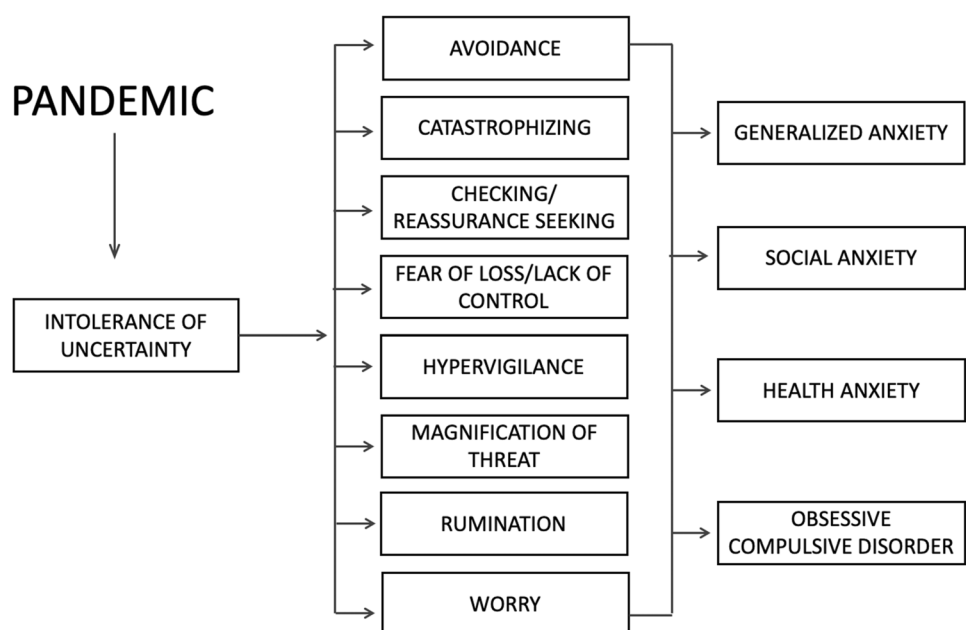 PANDEMIC
INTOLERANCE OF
UNCERTAINTY
AVOIDANCE
CATASTROPHIZING
CHECKING/
REASSURANCE SEEKING
FEAR OF LOSS/LACK OF
CONTROL
HYPERVIGILANCE
MAGNIFICATION OF
THREAT
RUMINATION
WORRY
GENERALIZED ANXIETY
SOCIAL ANXIETY
HEALTH ANXIETY
OBSESSIVE
COMPULSIVE DISORDER